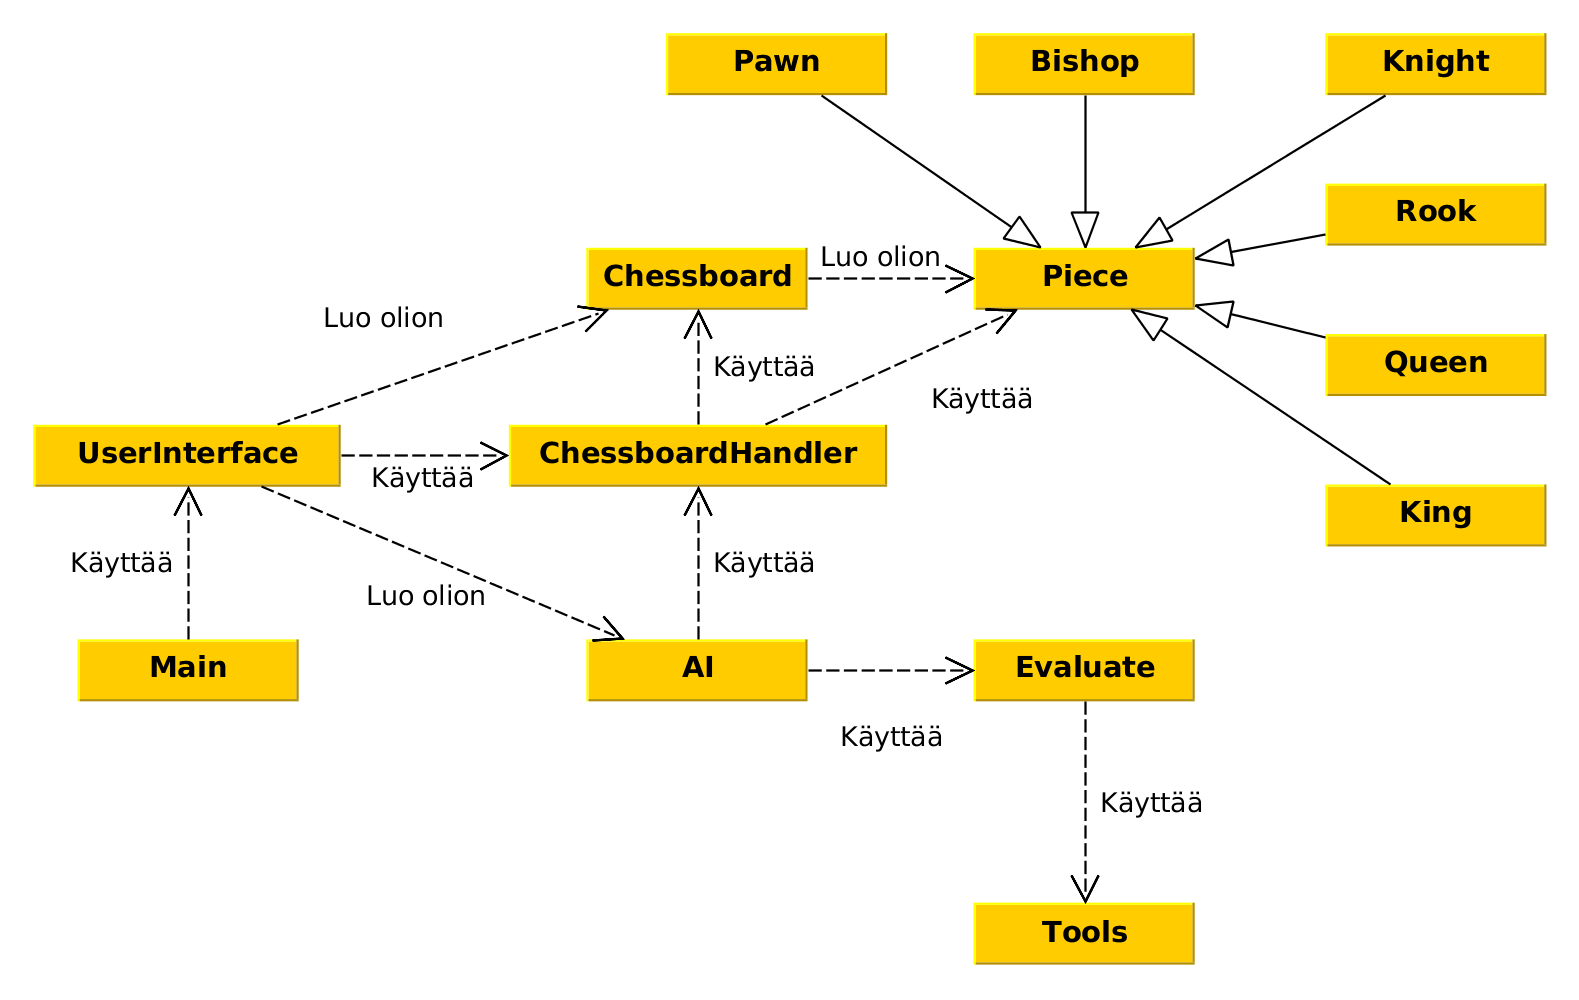 Pawn
Bishop
Knight
Rook
Luo olion
Chessboard
Piece
Luo olion
Käyttää
Queen
Käyttää
UserInterface
ChessboardHandler
Käyttää
King
Käyttää
Käyttää
Luo olion
Main
AI
Evaluate
Käyttää
Käyttää
Tools